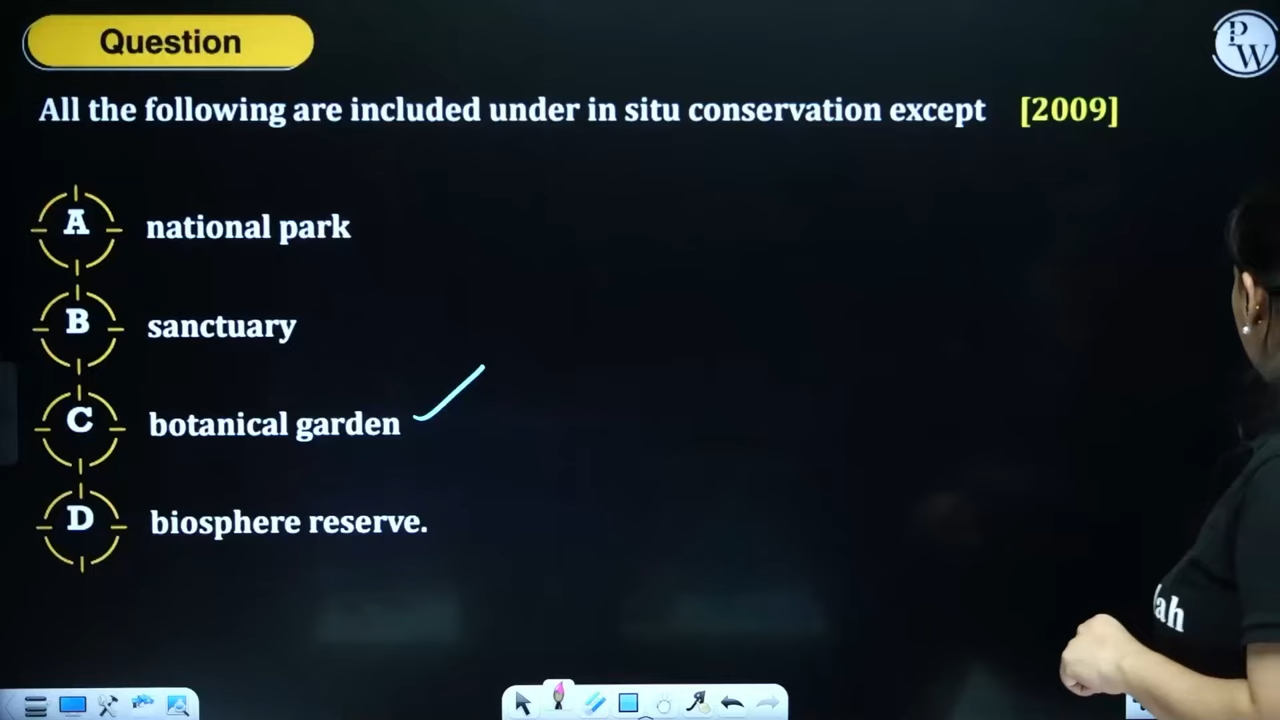 Question
PW
All the following are included under in situ conservation except [2009]
A national park
B sanctuary
C botanical garden
D biosphere reserve.